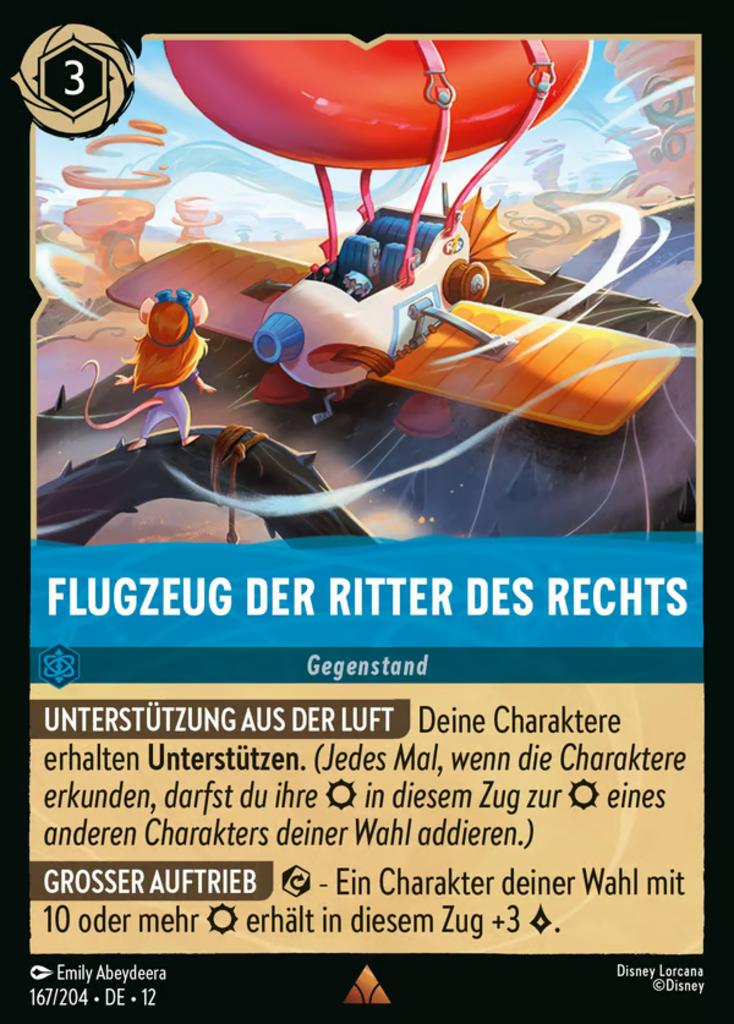 3
FLUGZEUG DER RITTER DES RECHTS
Gegenstand
UNTERSTÜTZUNG AUS DER LUFT Deine Charaktere
erhalten Unterstützen. (Jedes Mal, wenn die Charaktere
erkunden, darfst du ihre in diesem Zug zur eines
anderen Charakters deiner Wahl addieren.)
GROSSER AUFTRIEB - Ein Charakter deiner Wahl mit
10 oder mehr erhält in diesem Zug +3 .
Emily Abeydeera
167/204 • DE • 12
Disney Lorcana
©Disney